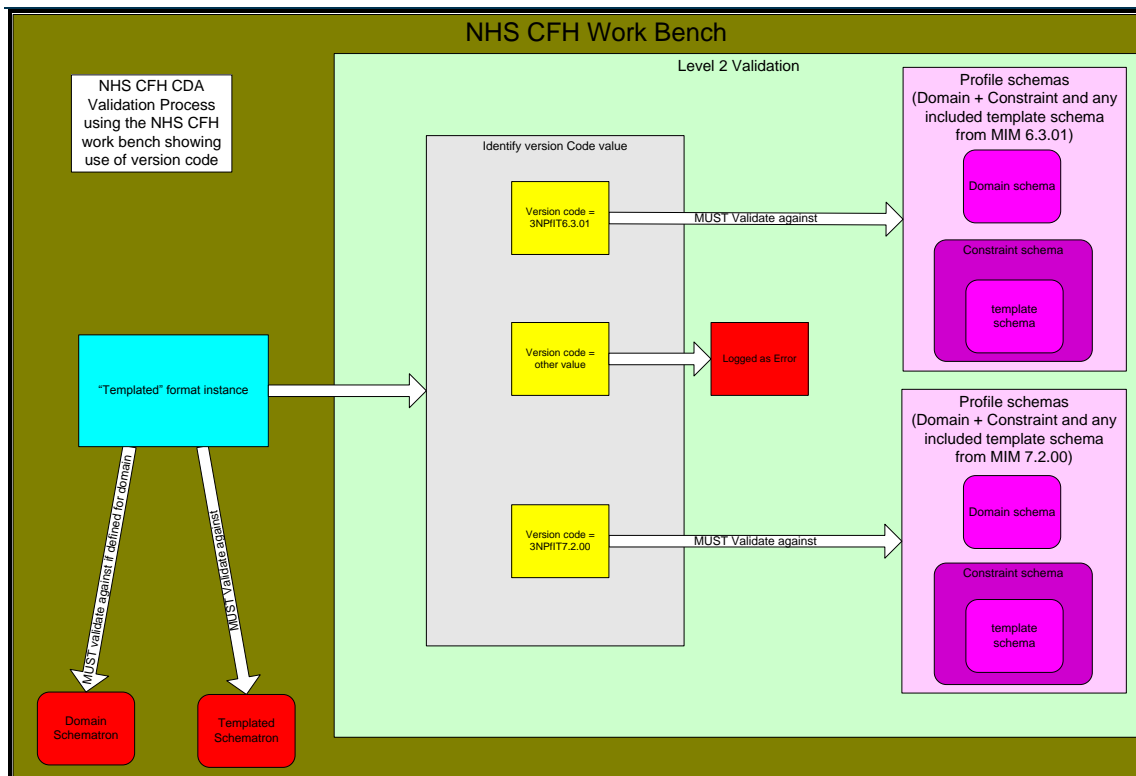 NHS CFH Work Bench
NHS CFH CDA
Validation Process
using the NHS CFH
work bench showing
use of version code
Level 2 Validation
Identify version Code value
Version code =
3NPfIT6.3.01
MUST Validate against
Profile schemas
(Domain + Constraint and any
included template schema
from MIM 6.3.01)
Domain schema
Constraint schema
template
schema
"Templated" format instance
Version code =
other value
Logged as Error
Version code =
3NPfIT7.2.00
MUST Validate against
Profile schemas
(Domain + Constraint and any
included template schema
from MIM 7.2.00)
Domain schema
Constraint schema
template
schema
MUST validate against if defined for domain
MUST Validate against
Domain
Schematron
Templated
Schematron